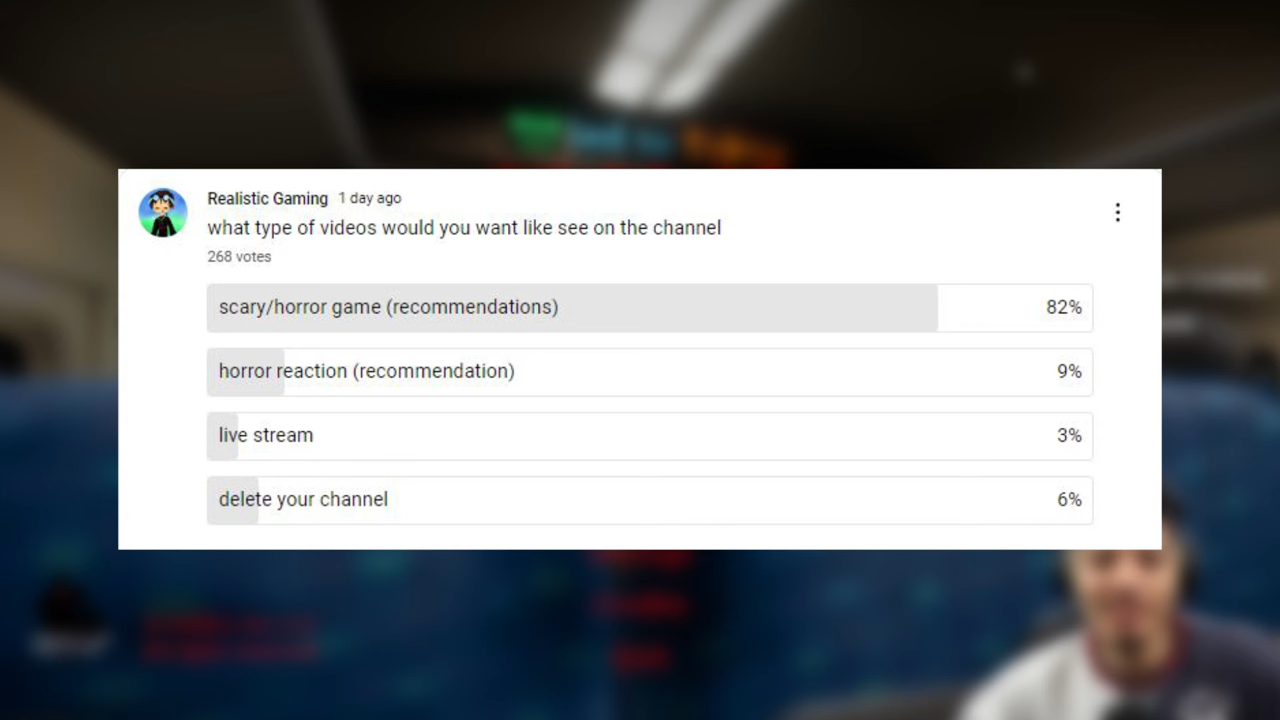 Realistic Gaming 1 day ago
what type of videos would you want like see on the channel
268 votes
scary/horror game (recommendations) 82%
horror reaction (recommendation) 9%
live stream 3%
delete your channel 6%